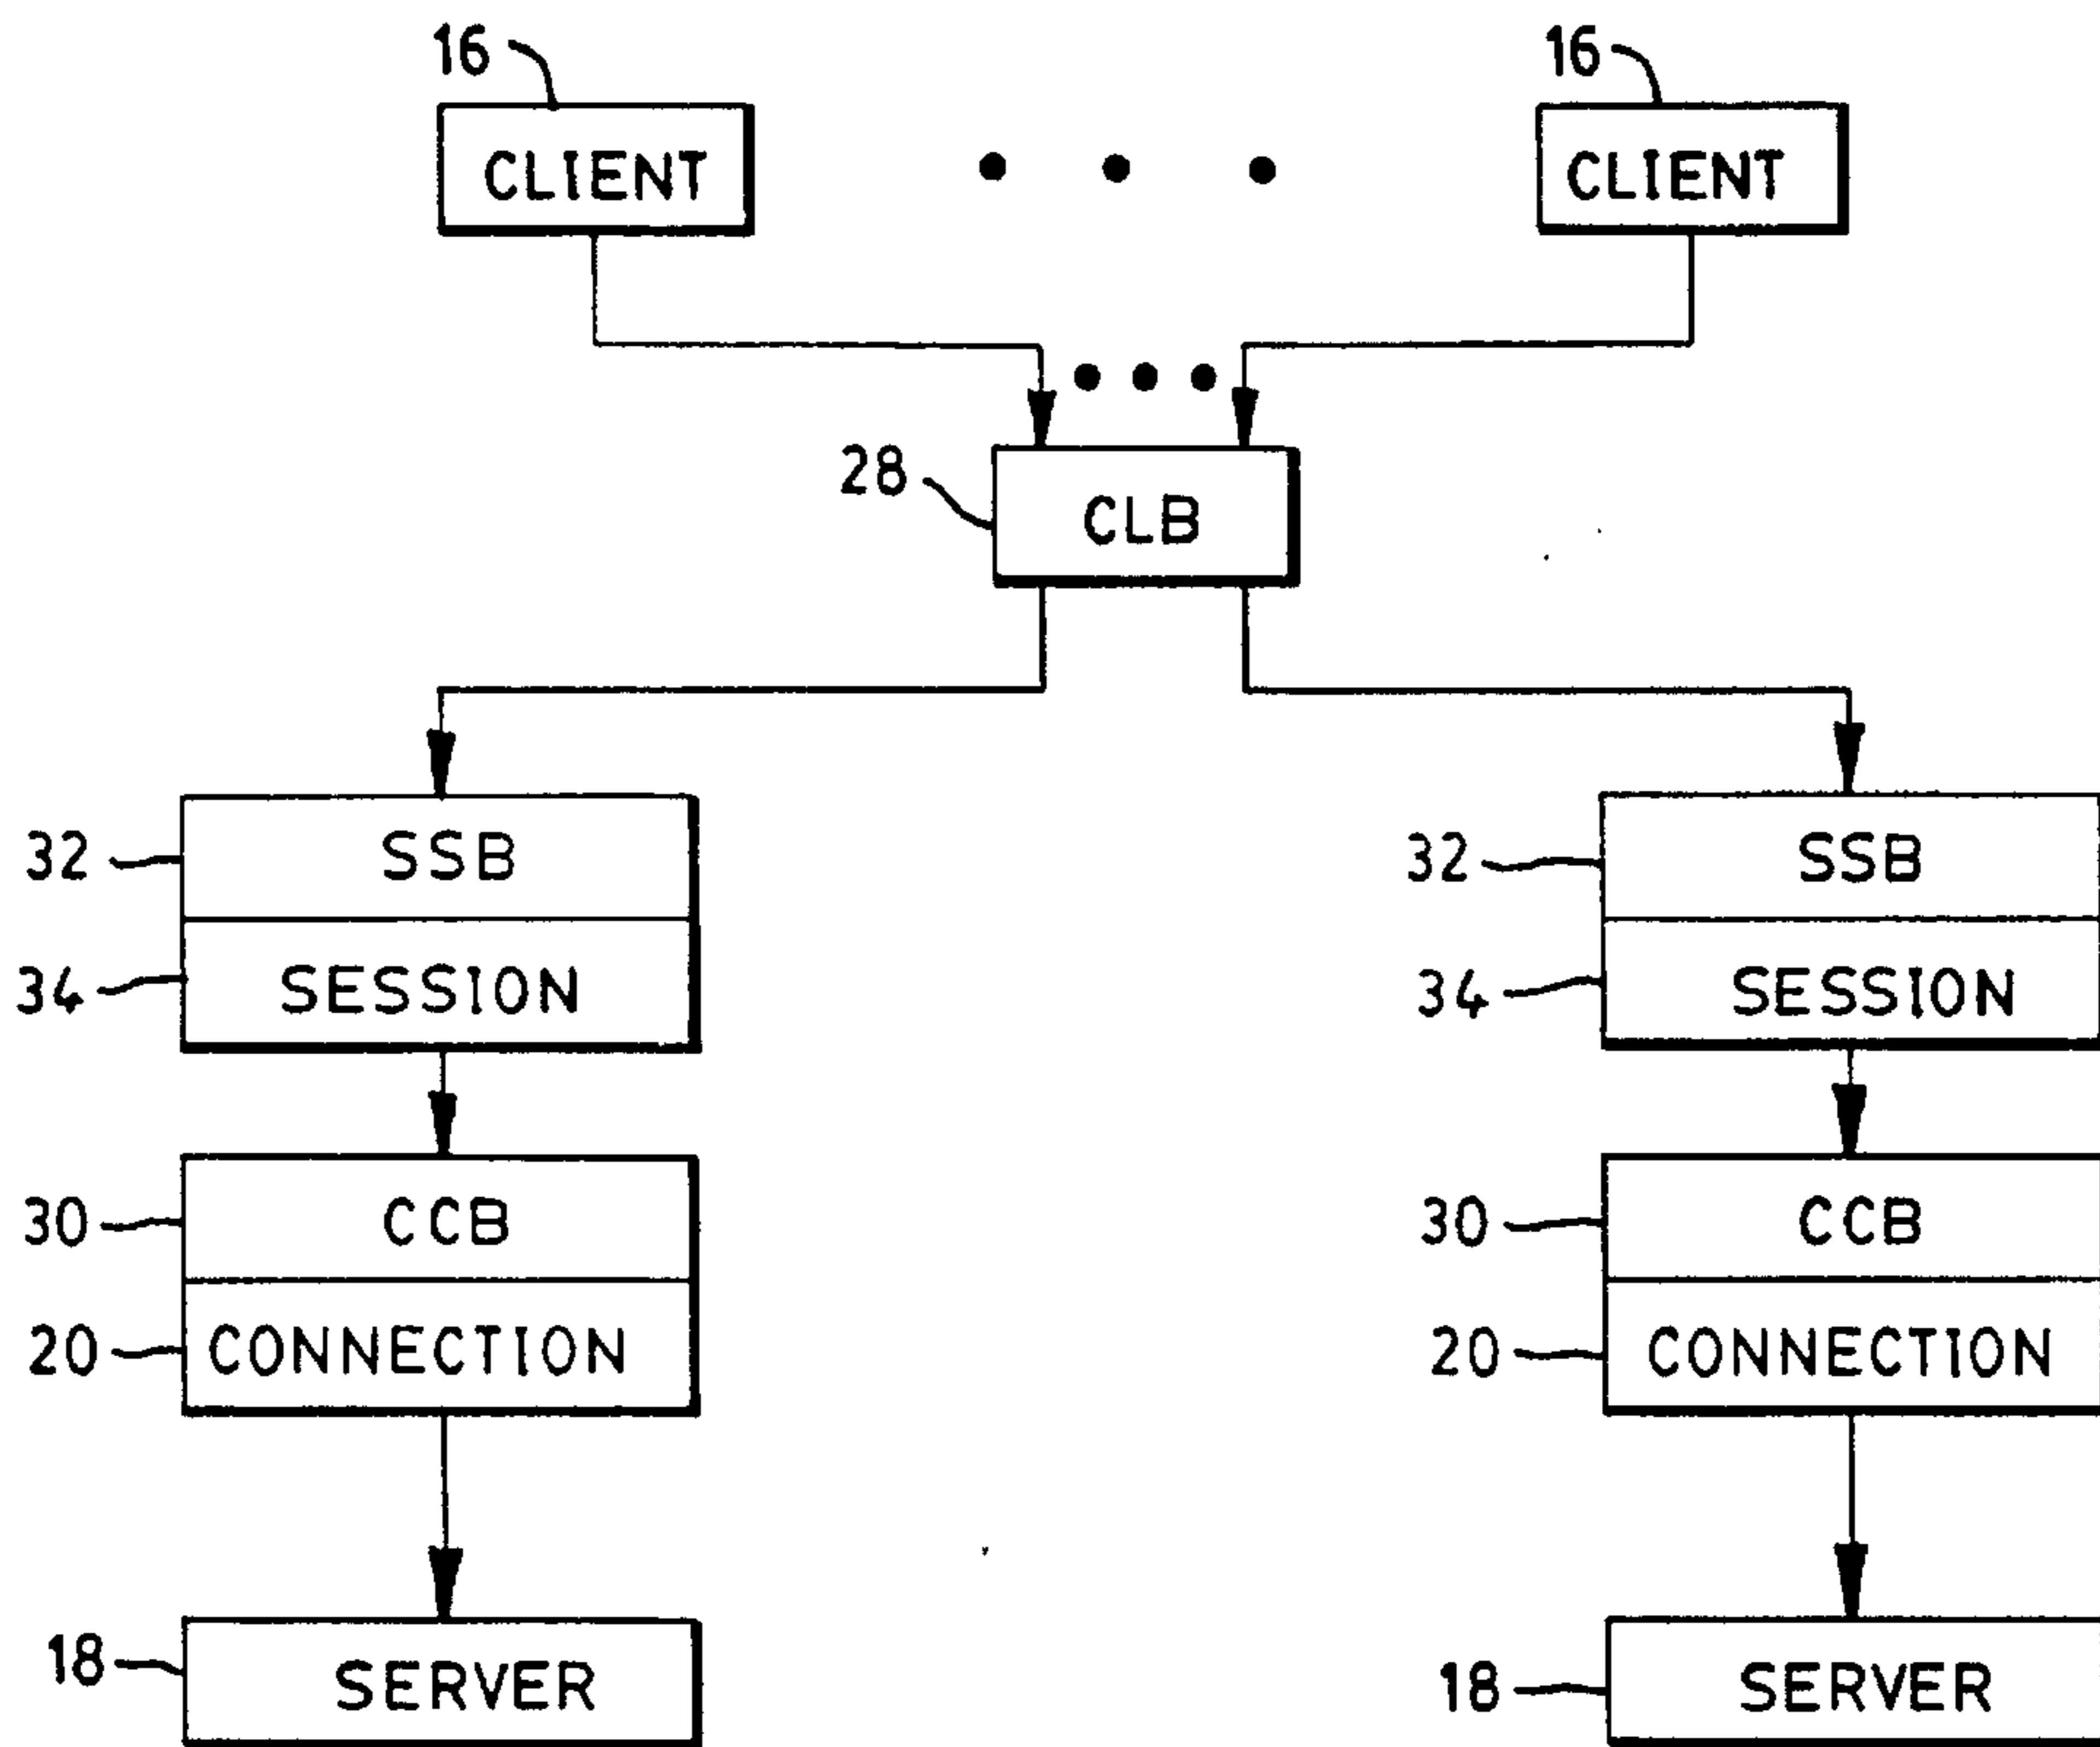 16 16
CLIENT CLIENT
28
CLB
32 SSB 32 SSB
34 SESSION 34 SESSION
30 CCB 30 CCB
20 CONNECTION 20 CONNECTION
18 SERVER 18 SERVER